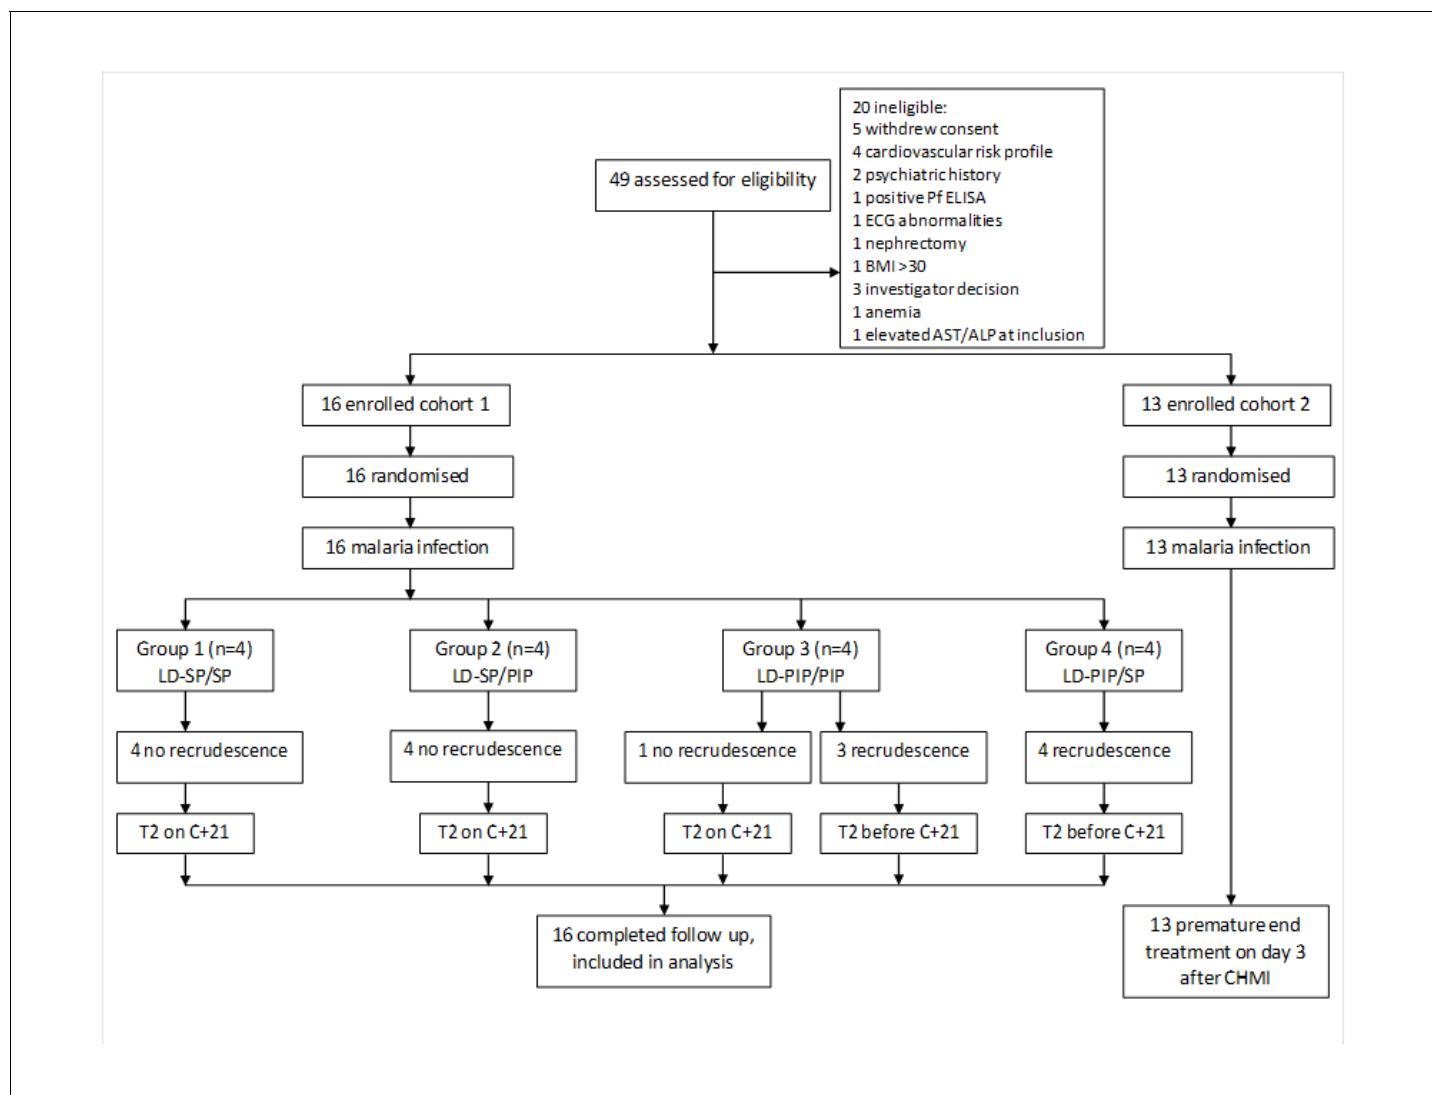 49 assessed for eligibility
20 ineligible:
5 withdrew consent
4 cardiovascular risk profile
2 psychiatric history
1 positive Pf ELISA
1 ECG abnormalities
1 nephrectomy
1 BMI >30
3 investigator decision
1 anemia
1 elevated AST/ALP at inclusion
16 enrolled cohort 1
13 enrolled cohort 2
16 randomised
13 randomised
16 malaria infection
13 malaria infection
Group 1 (n=4)
LD-SP/SP
Group 2 (n=4)
LD-SP/PIP
Group 3 (n=4)
LD-PIP/PIP
Group 4 (n=4)
LD-PIP/SP
4 no recrudescence
4 no recrudescence
1 no recrudescence
3 recrudescence
4 recrudescence
T2 on C+21
T2 on C+21
T2 on C+21
T2 before C+21
T2 before C+21
16 completed follow up,
included in analysis
13 premature end
treatment on day 3
after CHMI